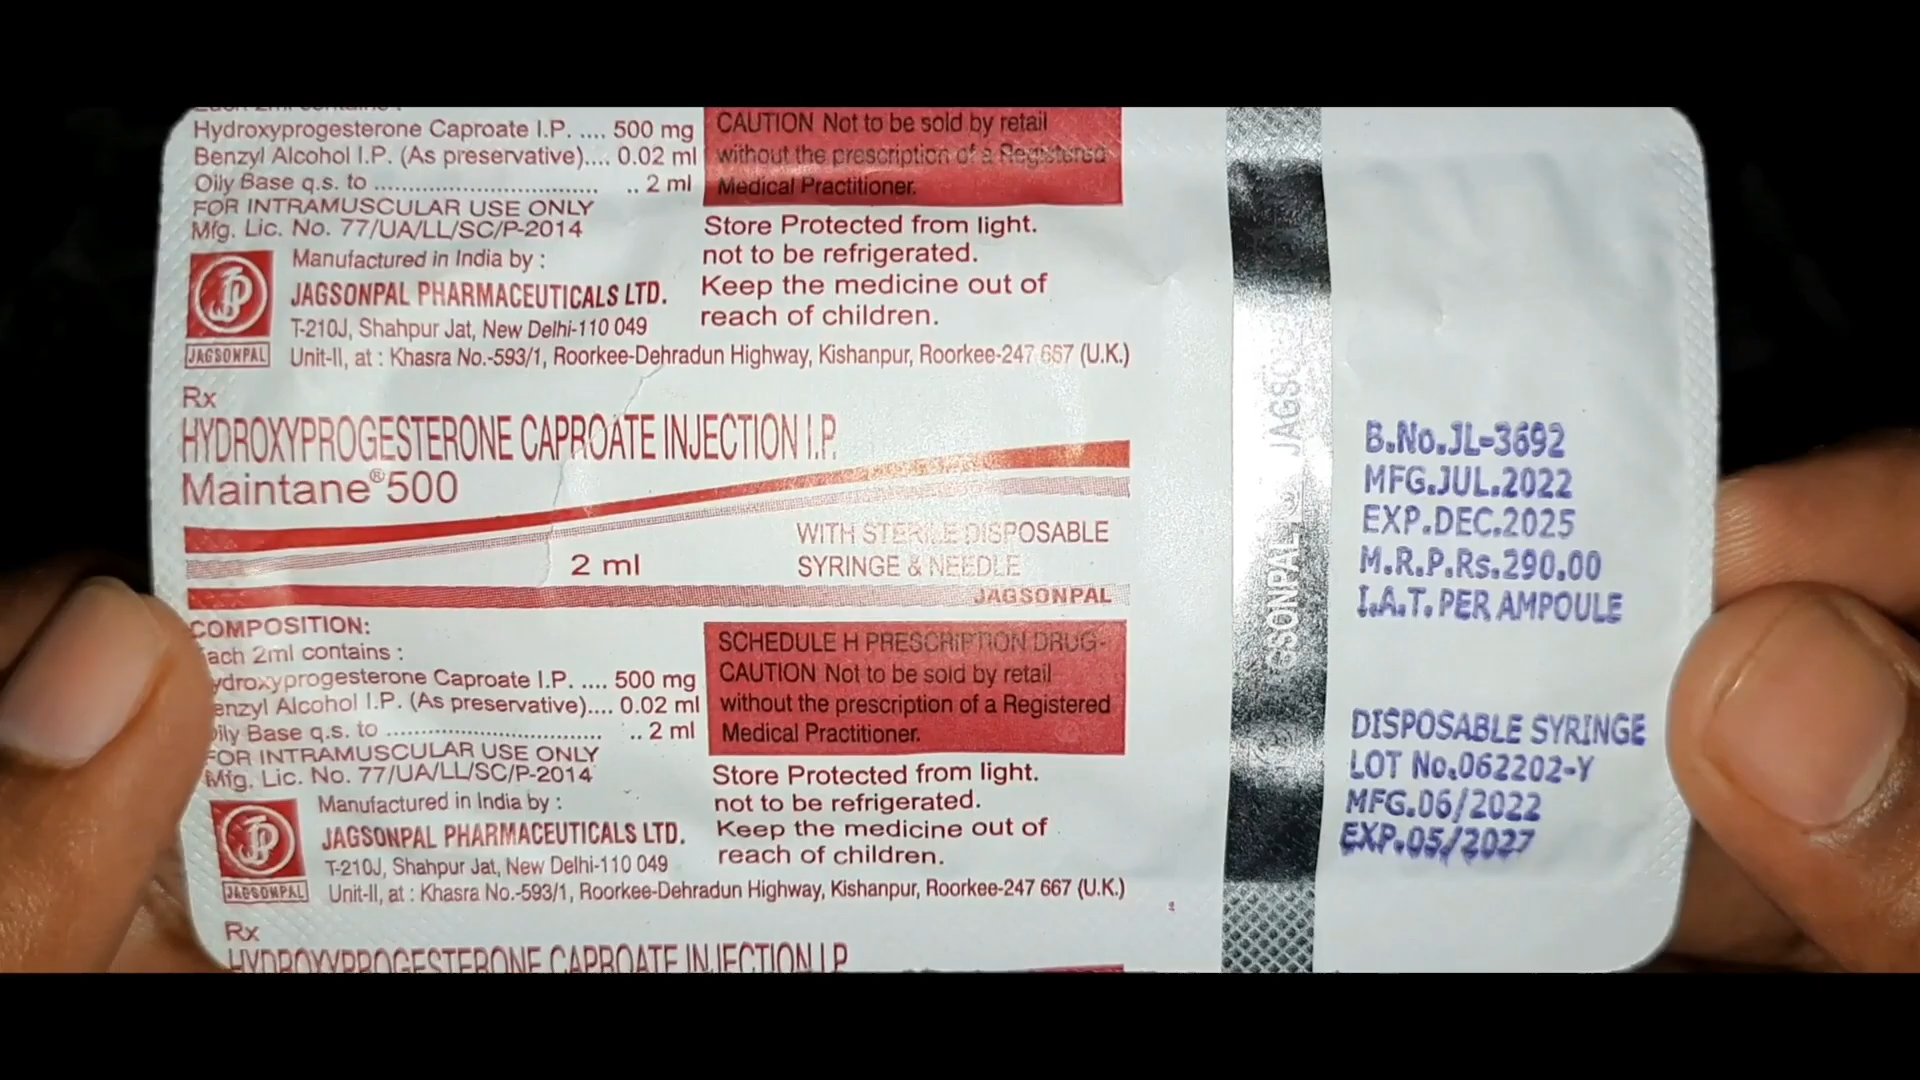 Hydroxyprogesterone Caproate I.P. .... 500 mg
Benzyl Alcohol I.P. (As preservative).... 0.02 ml
Oily Base q.s. to .................................... .. 2 ml
FOR INTRAMUSCULAR USE ONLY
Mfg. Lic. No. 77/UA/LL/SC/P-2014
CAUTION Not to be sold by retail
without the prescription of a Registered
Medical Practitioner.
Store Protected from light.
not to be refrigerated.
Keep the medicine out of
reach of children.
Manufactured in India by :
JAGSONPAL PHARMACEUTICALS LTD.
T-210J, Shahpur Jat, New Delhi-110 049
JAGSONPAL
Unit-II, at : Khasra No.-593/1, Roorkee-Dehradun Highway, Kishanpur, Roorkee-247 667 (U.K.)
Rx
HYDROXYPROGESTERONE CAPROATE INJECTION I.P.
Maintane® 500
2 ml
WITH STERILE DISPOSABLE
SYRINGE & NEEDLE
JAGSONPAL
COMPOSITION:
ach 2ml contains :
ydroxyprogesterone Caproate I.P. .... 500 mg
enzyl Alcohol I.P. (As preservative).... 0.02 ml
ily Base q.s. to .................................... .. 2 ml
FOR INTRAMUSCULAR USE ONLY
Mfg. Lic. No. 77/UA/LL/SC/P-2014
SCHEDULE H PRESCRIPTION DRUG-
CAUTION Not to be sold by retail
without the prescription of a Registered
Medical Practitioner.
Store Protected from light.
not to be refrigerated.
Keep the medicine out of
reach of children.
Manufactured in India by :
JAGSONPAL PHARMACEUTICALS LTD.
T-210J, Shahpur Jat, New Delhi-110 049
JAGSONPAL
Unit-II, at : Khasra No.-593/1, Roorkee-Dehradun Highway, Kishanpur, Roorkee-247 667 (U.K.)
Rx
HYDROXYPROGESTERONE CAPROATE INJECTION I.P.
GSONPAL ® JAGSO
B.No.JL-3692
MFG.JUL.2022
EXP.DEC.2025
M.R.P.Rs.290.00
I.A.T. PER AMPOULE
DISPOSABLE SYRINGE
LOT No.062202-Y
MFG.06/2022
EXP.05/2027